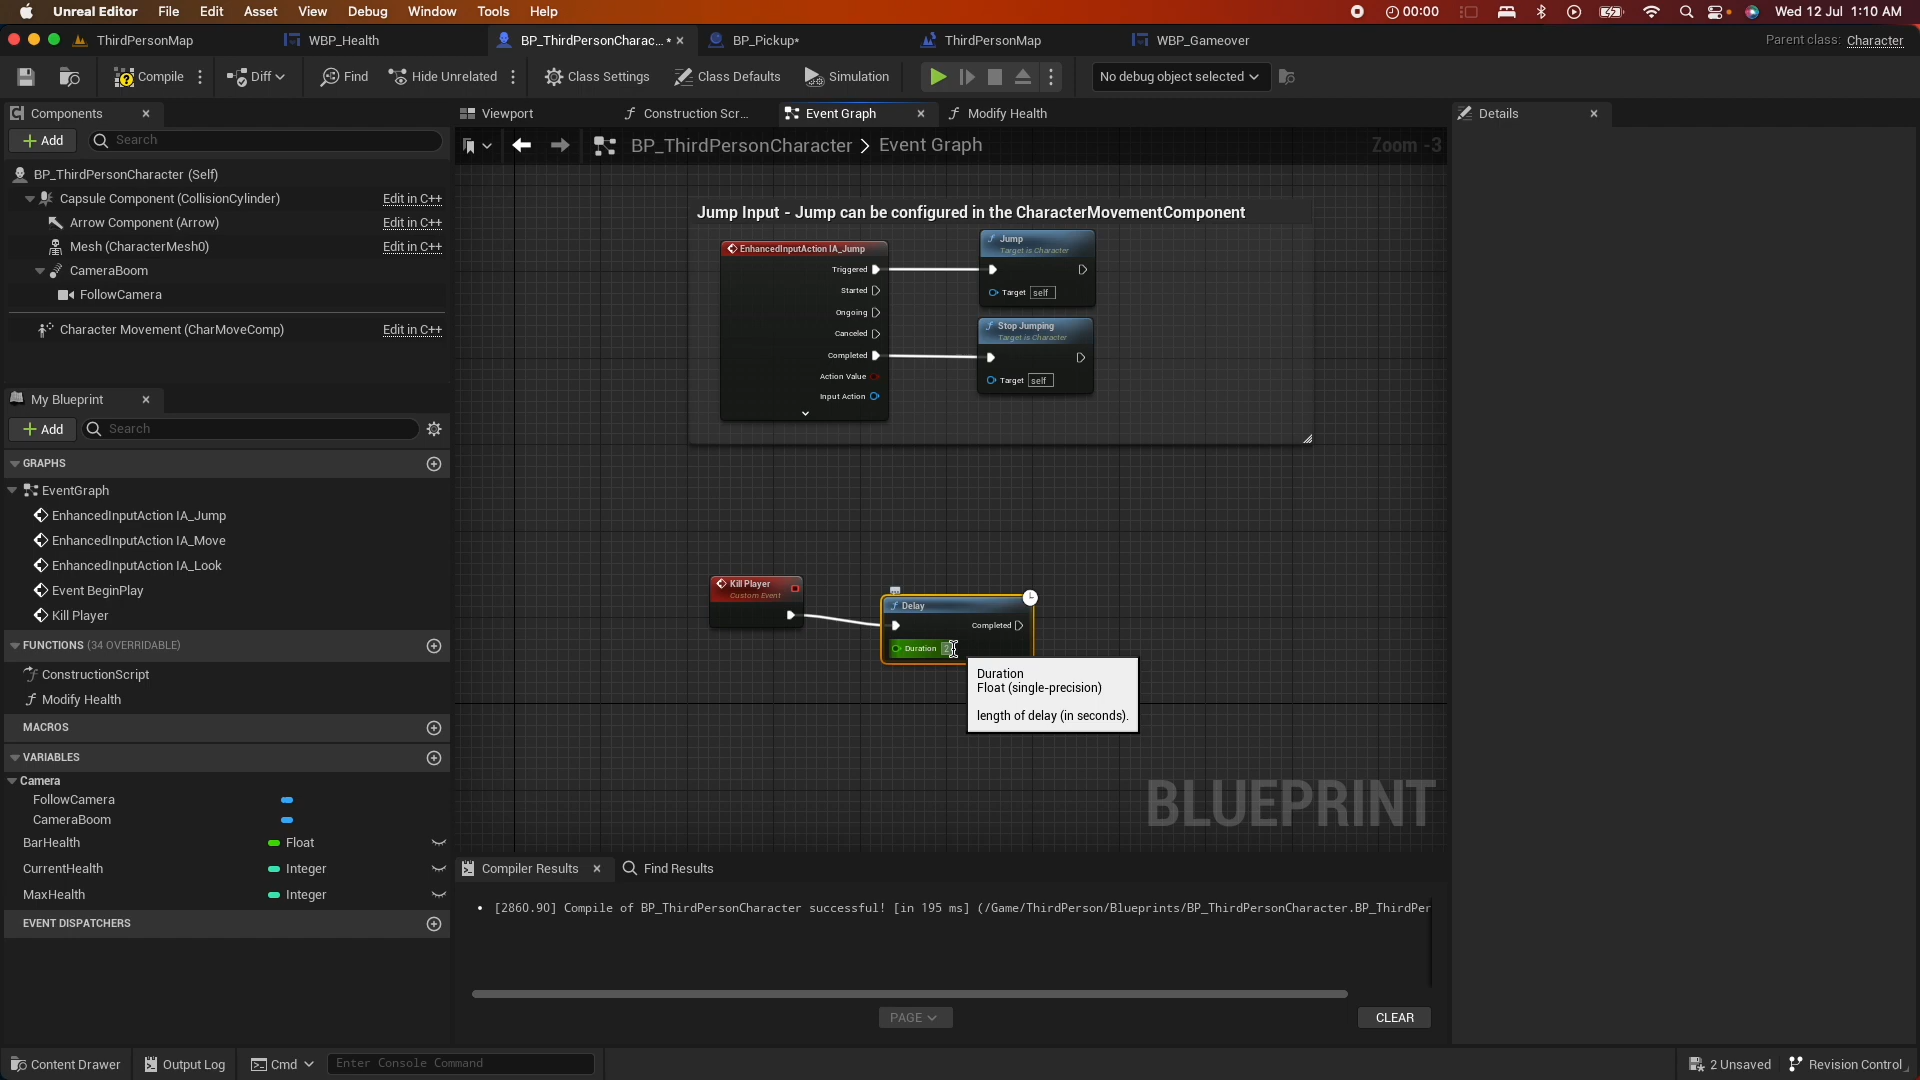 Unreal Editor File Edit Asset View Debug Window Tools Help 00:00 Wed 12 Jul 1:10 AM
ThirdPersonMap WBP_Health BP_ThirdPersonCharac...* BP_Pickup* ThirdPersonMap WBP_Gameover Parent class: Character
Compile Diff Find Hide Unrelated Class Settings Class Defaults Simulation No debug object selected
Components Viewport Construction Scr... Event Graph Modify Health Details
Add Search
BP_ThirdPersonCharacter > Event Graph Zoom -3
BP_ThirdPersonCharacter (Self)
Capsule Component (CollisionCylinder) Edit in C++
Arrow Component (Arrow) Edit in C++
Mesh (CharacterMesh0) Edit in C++
CameraBoom
FollowCamera
Character Movement (CharMoveComp) Edit in C++
My Blueprint
Add Search
GRAPHS
EventGraph
EnhancedInputAction IA_Jump
EnhancedInputAction IA_Move
EnhancedInputAction IA_Look
Event BeginPlay
Kill Player
FUNCTIONS (34 OVERRIDABLE)
ConstructionScript
Modify Health
MACROS
VARIABLES
Camera
FollowCamera
CameraBoom
BarHealth Float
CurrentHealth Integer
MaxHealth Integer
EVENT DISPATCHERS
Jump Input - Jump can be configured in the CharacterMovementComponent
EnhancedInputAction IA_Jump
Triggered
Started
Ongoing
Canceled
Completed
Action Value
Input Action
Jump
Target is Character
Target self
Stop Jumping
Target is Character
Target self
Kill Player
Custom Event
Delay
Completed
Duration 2
Duration
Float (single-precision)
length of delay (in seconds).
BLUEPRINT
Compiler Results Find Results
[2860.90] Compile of BP_ThirdPersonCharacter successful! [in 195 ms] (/Game/ThirdPerson/Blueprints/BP_ThirdPersonCharacter.BP_ThirdPer
PAGE CLEAR
Content Drawer Output Log Cmd Enter Console Command 2 Unsaved Revision Control